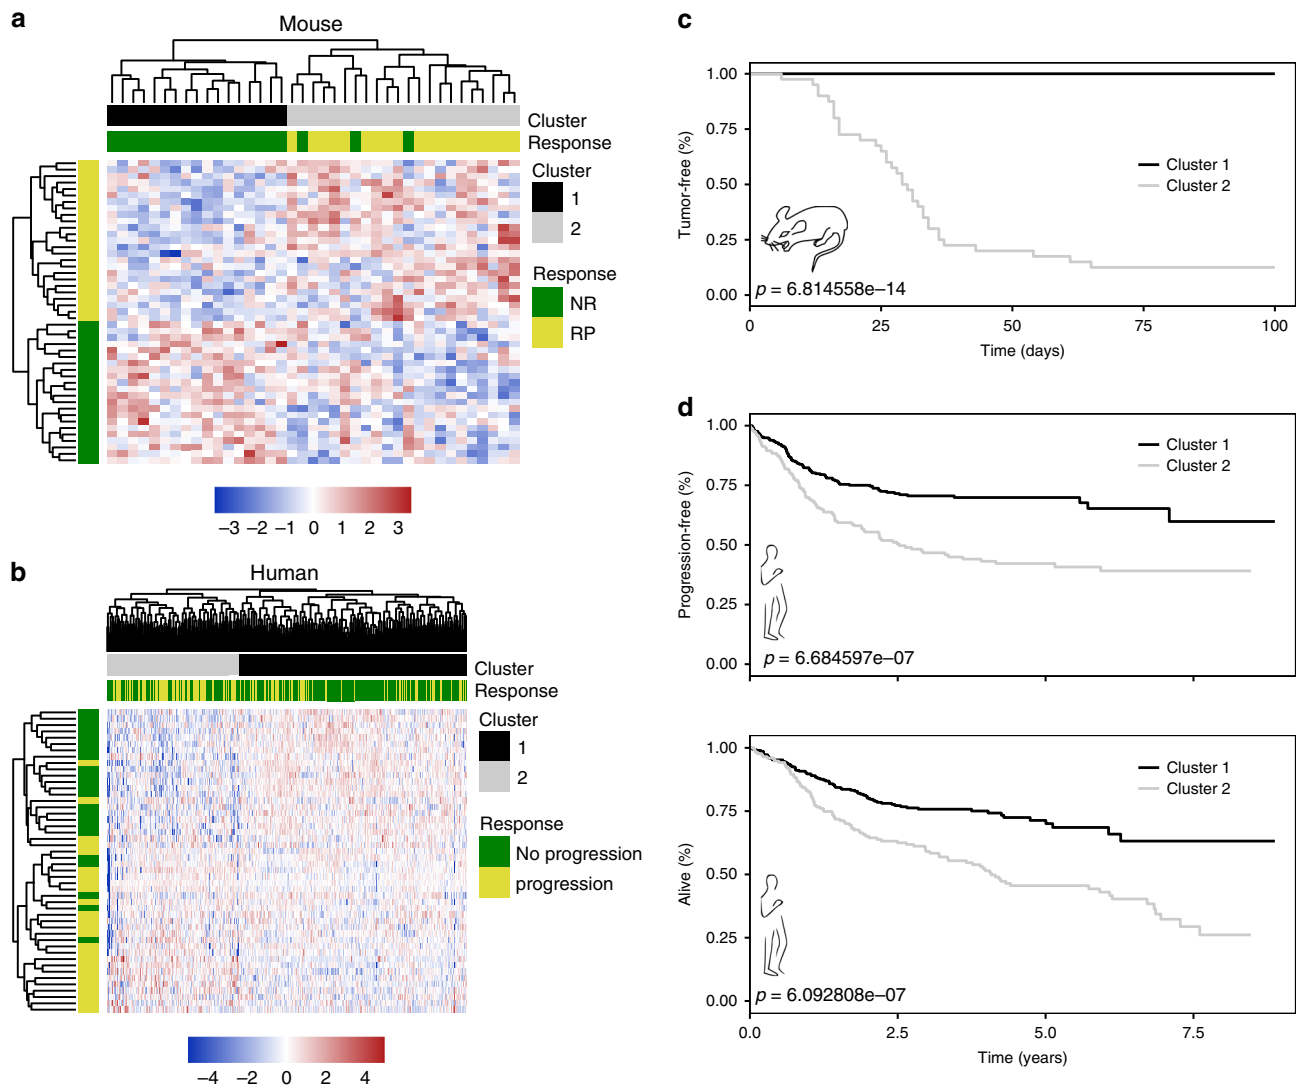 a
Mouse
Cluster
Response
Cluster
1
2
Response
NR
RP
−3 −2 −1 0 1 2 3
b
Human
Cluster
Response
Cluster
1
2
Response
No progression
progression
−4 −2 0 2 4
c
Tumor-free (%)
1.00
0.75
0.50
0.25
0.00
Cluster 1
Cluster 2
p = 6.814558e−14
0 25 50 75 100
Time (days)
d
Progression-free (%)
1.00
0.75
0.50
0.25
0.00
Cluster 1
Cluster 2
p = 6.684597e−07
Alive (%)
1.00
0.75
0.50
0.25
0.00
Cluster 1
Cluster 2
p = 6.092808e−07
0.0 2.5 5.0 7.5
Time (years)